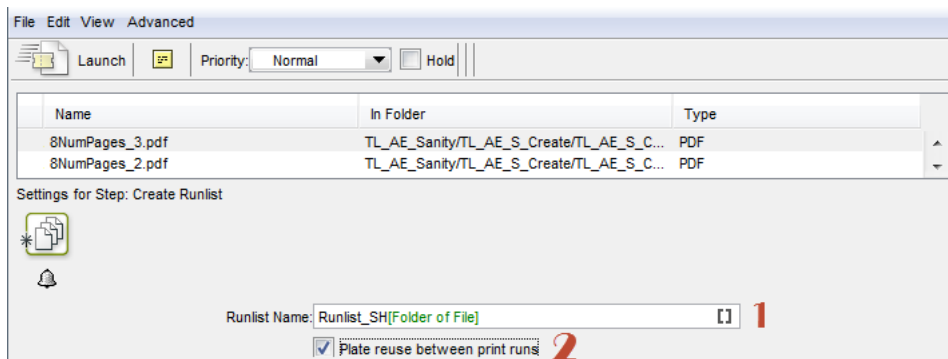 File Edit View Advanced
Launch Priority: Normal Hold
Name In Folder Type
8NumPages_3.pdf TL_AE_Sanity/TL_AE_S_Create/TL_AE_S_C... PDF
8NumPages_2.pdf TL_AE_Sanity/TL_AE_S_Create/TL_AE_S_C... PDF
Settings for Step: Create Runlist
Runlist Name: Runlist_SH[Folder of File] [] 1
Plate reuse between print runs 2